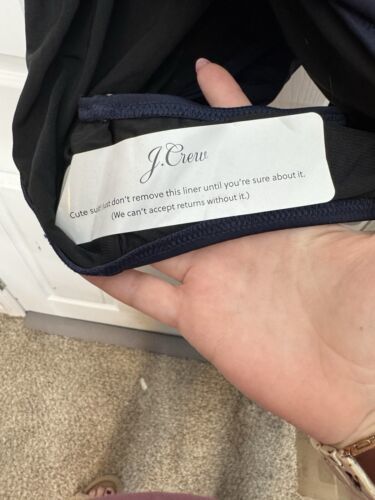 J.Crew
Cute suit! Just don't remove this liner until you're sure about it.
(We can't accept returns without it.)